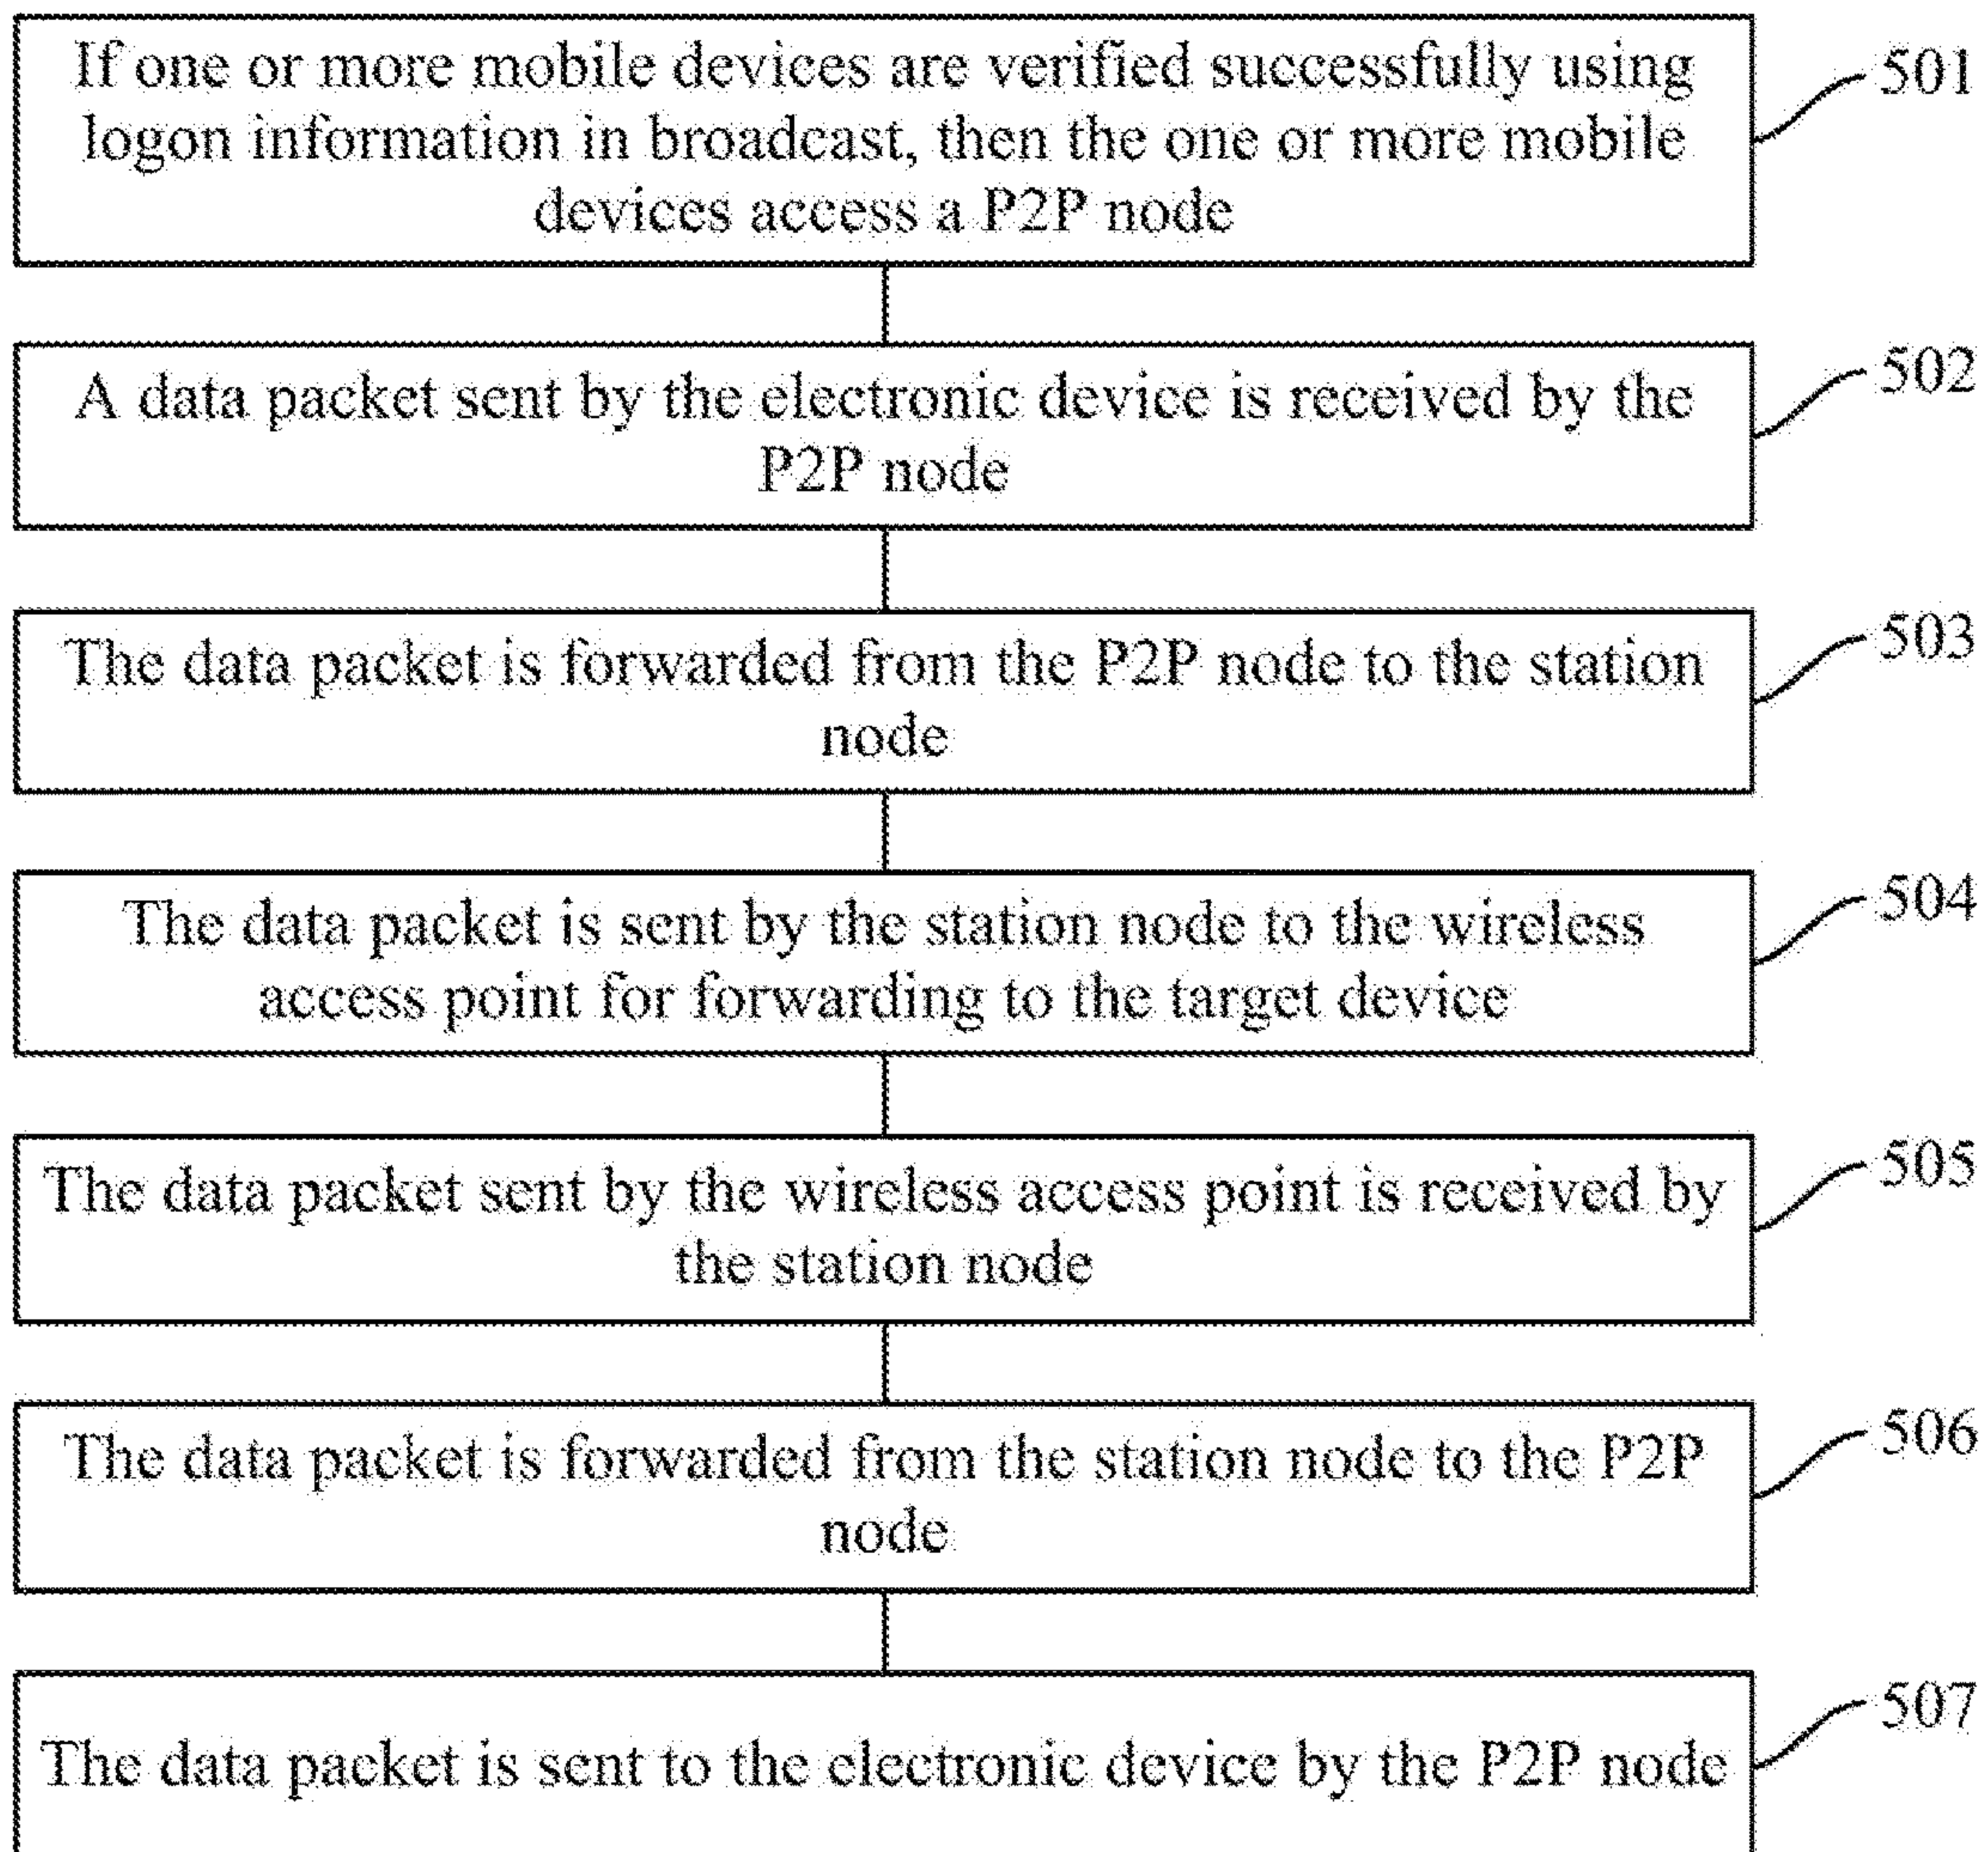 If one or more mobile devices are verified successfully using
logon information in broadcast, then the one or more mobile
devices access a P2P node
501
A data packet sent by the electronic device is received by the
P2P node
502
The data packet is forwarded from the P2P node to the station
node
503
The data packet is sent by the station node to the wireless
access point for forwarding to the target device
504
The data packet sent by the wireless access point is received by
the station node
505
The data packet is forwarded from the station node to the P2P
node
506
The data packet is sent to the electronic device by the P2P node
507